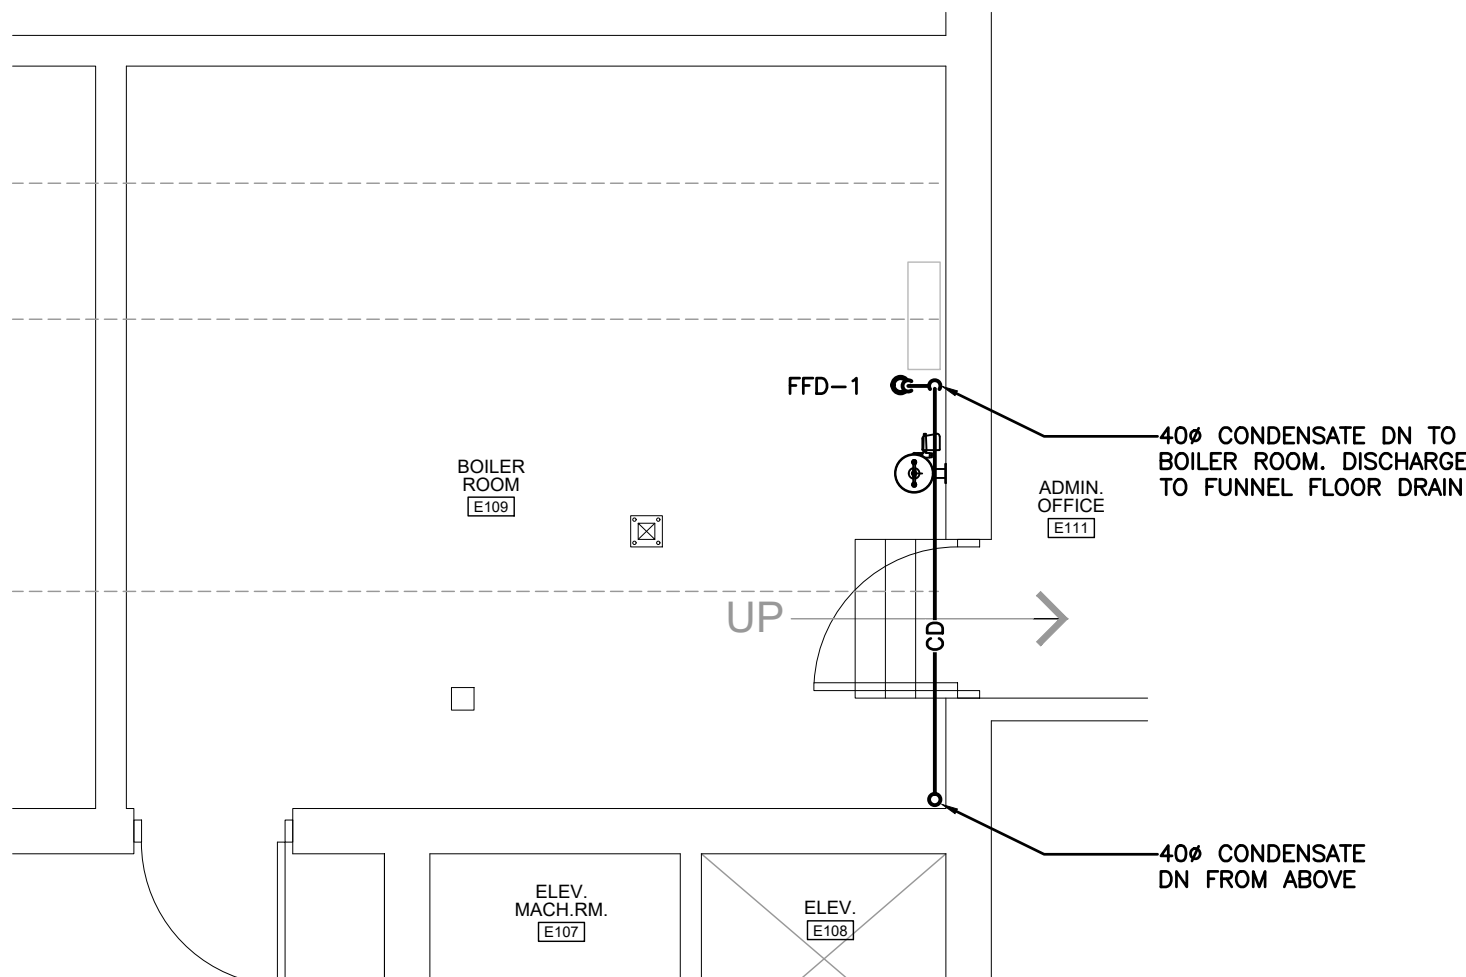 FFD-1
40ø CONDENSATE DN TO
BOILER ROOM. DISCHARGE
TO FUNNEL FLOOR DRAIN
BOILER
ROOM
E109
ADMIN.
OFFICE
E111
UP
CD
40ø CONDENSATE
DN FROM ABOVE
ELEV.
MACH.RM.
E107
ELEV.
E108